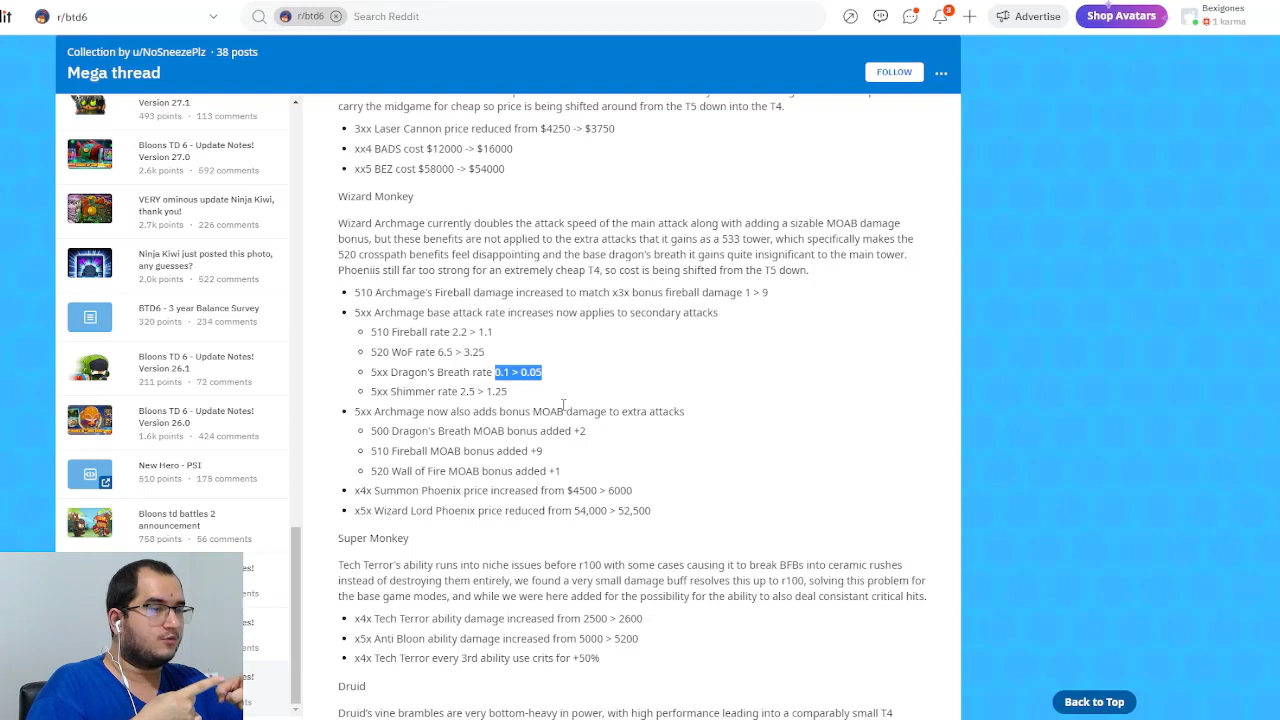 it
r/btd6
r/btd6
Search Reddit
3
Advertise
Shop Avatars
Bexigones
1 karma
Collection by u/NoSneezePlz · 38 posts
Mega thread
FOLLOW
Version 27.1
493 points · 113 comments
Bloons TD 6 - Update Notes!
Version 27.0
2.6k points · 592 comments
VERY ominous update Ninja Kiwi,
thank you!
2.7k points · 226 comments
Ninja Kiwi just posted this photo,
any guesses?
2.0k points · 522 comments
BTD6 - 3 year Balance Survey
320 points · 234 comments
Bloons TD 6 - Update Notes!
Version 26.1
211 points · 72 comments
Bloons TD 6 - Update Notes!
Version 26.0
1.6k points · 424 comments
New Hero - PSI
510 points · 175 comments
Bloons td battles 2
announcement
758 points · 56 comments
es!
nts
es!
nts
es!
nts
carry the midgame for cheap so price is being shifted around from the T5 down into the T4.
• 3xx Laser Cannon price reduced from $4250 -> $3750
• xx4 BADS cost $12000 -> $16000
• xx5 BEZ cost $58000 -> $54000
Wizard Monkey
Wizard Archmage currently doubles the attack speed of the main attack along with adding a sizable MOAB damage
bonus, but these benefits are not applied to the extra attacks that it gains as a 533 tower, which specifically makes the
520 crosspath benefits feel disappointing and the base dragon's breath it gains quite insignificant to the main tower.
Phoeniis still far too strong for an extremely cheap T4, so cost is being shifted from the T5 down.
• 510 Archmage's Fireball damage increased to match x3x bonus fireball damage 1 > 9
• 5xx Archmage base attack rate increases now applies to secondary attacks
510 Fireball rate 2.2 > 1.1
520 WoF rate 6.5 > 3.25
5xx Dragon's Breath rate 0.1 > 0.05
5xx Shimmer rate 2.5 > 1.25
• 5xx Archmage now also adds bonus MOAB damage to extra attacks
500 Dragon's Breath MOAB bonus added +2
510 Fireball MOAB bonus added +9
520 Wall of Fire MOAB bonus added +1
• x4x Summon Phoenix price increased from $4500 > 6000
• x5x Wizard Lord Phoenix price reduced from 54,000 > 52,500
Super Monkey
Tech Terror's ability runs into niche issues before r100 with some cases causing it to break BFBs into ceramic rushes
instead of destroying them entirely, we found a very small damage buff resolves this up to r100, solving this problem for
the base game modes, and while we were here added for the possibility for the ability to also deal consistant critical hits.
• x4x Tech Terror ability damage increased from 2500 > 2600
• x5x Anti Bloon ability damage increased from 5000 > 5200
• x4x Tech Terror every 3rd ability use crits for +50%
Druid
Druid's vine brambles are very bottom-heavy in power, with high performance leading into a comparably small T4
Back to Top